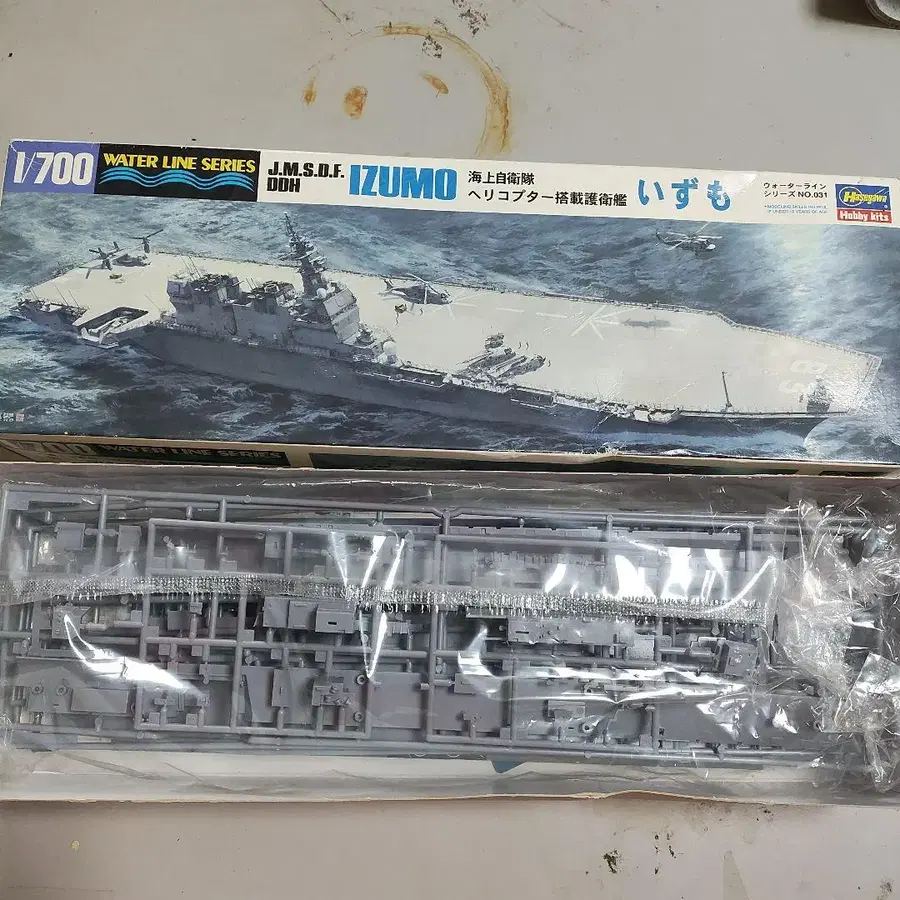 1/700
WATER LINE SERIES
J.M.S.D.F.
DDH
IZUMO
海上自衛隊
ヘリコプター搭載護衛艦
いずも
ウォーターライン
シリーズ NO.031
Hasegawa
Hobby kits
83
WATER LINE SERIES